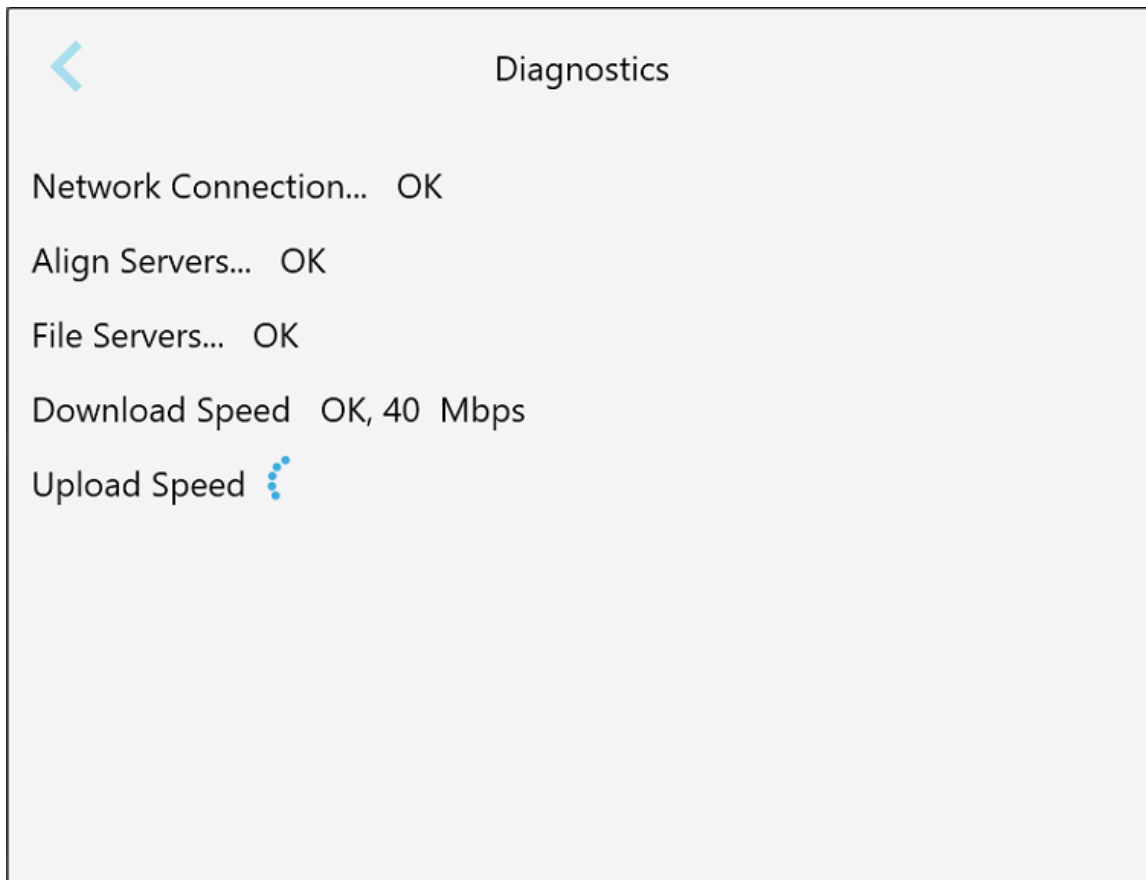 Diagnostics
Network Connection... OK
Align Servers... OK
File Servers... OK
Download Speed OK, 40 Mbps
Upload Speed